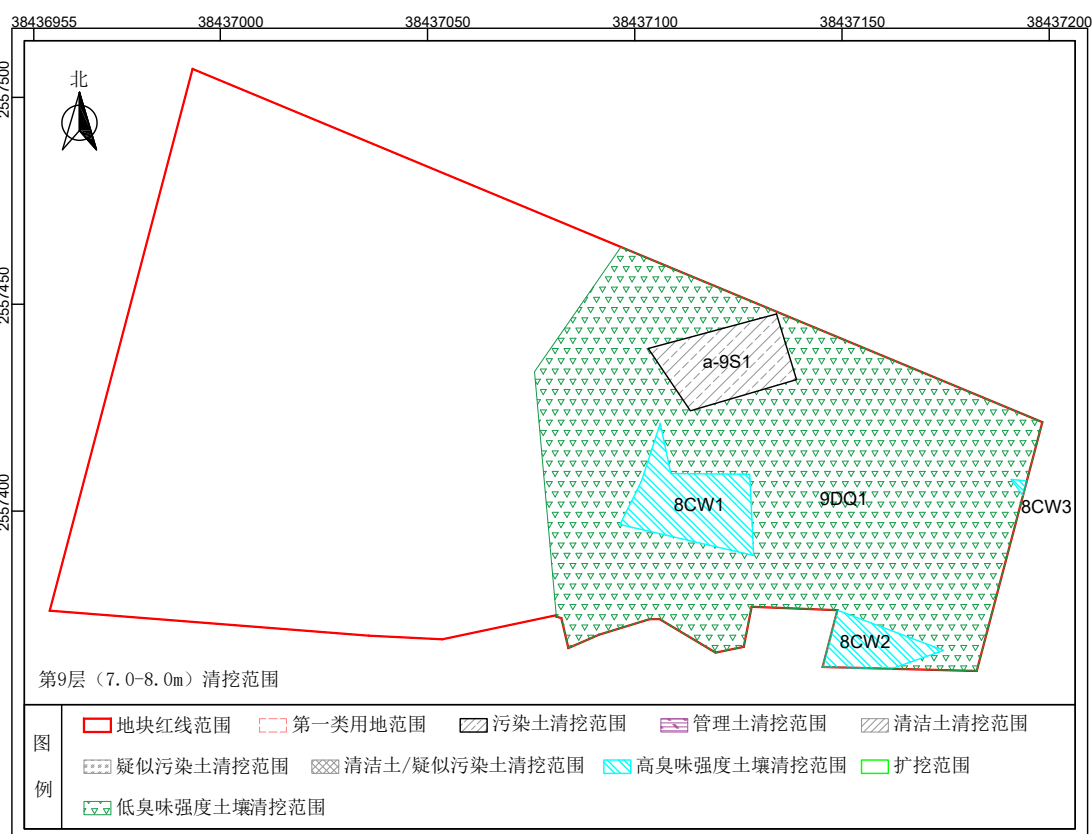 38436955 38437000 38437050 38437100 38437150 38437200
2557500
北
2557450
a-9S1
2557400
8CW1
9DQ1
8CW3
8CW2
第9层（7.0-8.0m）清挖范围
图例
地块红线范围 第一类用地范围 污染土清挖范围 管理土清挖范围 清洁土清挖范围
疑似污染土清挖范围 清洁土/疑似污染土清挖范围 高臭味强度土壤清挖范围 扩挖范围
低臭味强度土壤清挖范围